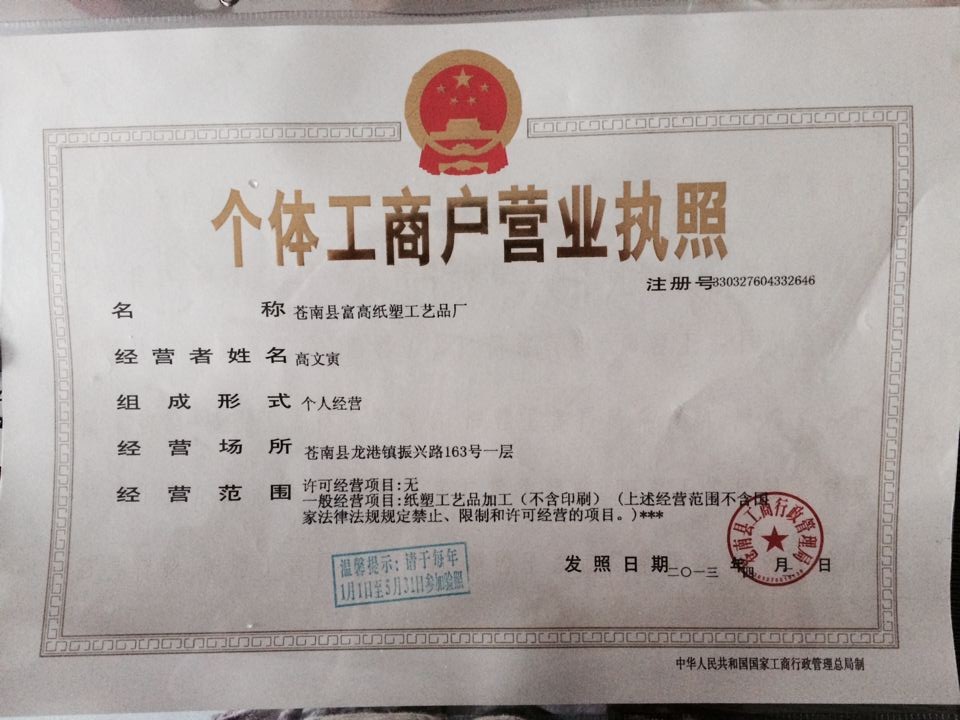 个体工商户营业执照
注册号330327604332646
名称 苍南县富高纸塑工艺品厂
经营者姓名 高文寅
组成形式 个人经营
经营场所 苍南县龙港镇振兴路163号一层
经营范围 许可经营项目:无
一般经营项目:纸塑工艺品加工（不含印刷）（上述经营范围不含国
家法律法规规定禁止、限制和许可经营的项目。)***
苍南县工商行政管理局
发照日期二〇一三年四月 日
温馨提示：请于每年
1月1日至5月31日参加验照
中华人民共和国国家工商行政管理总局制